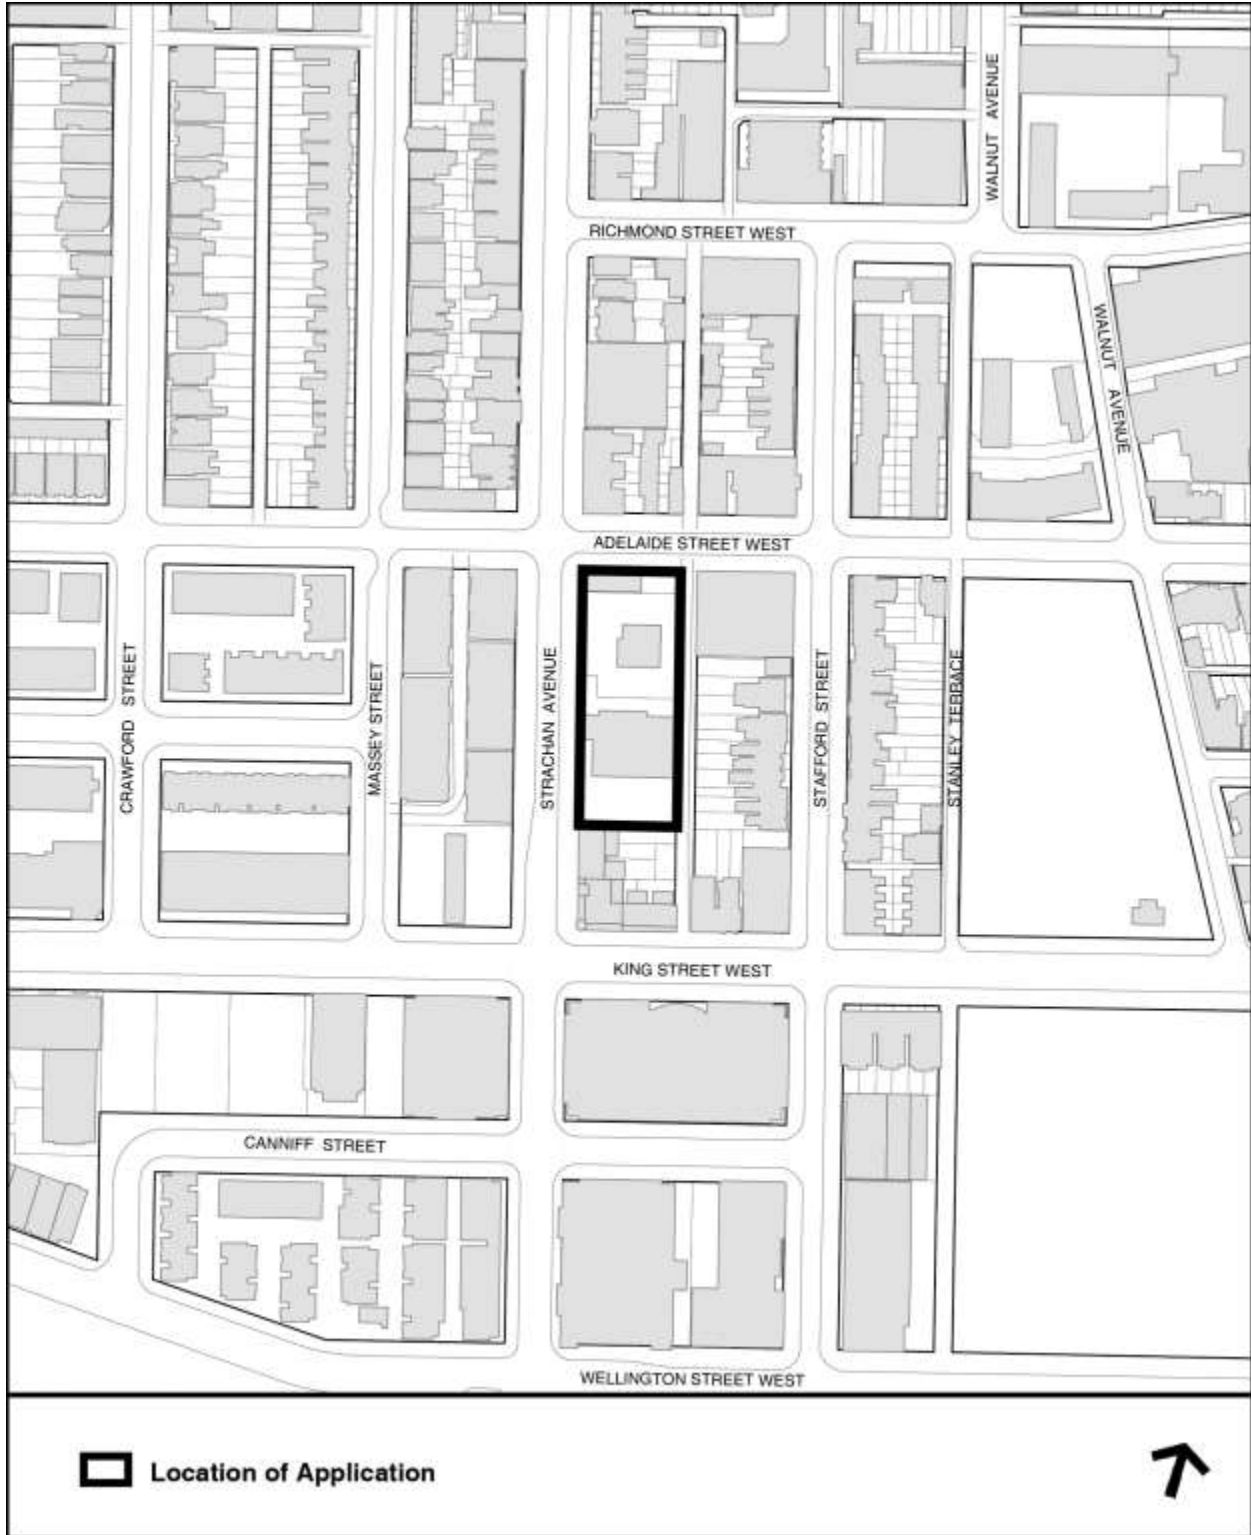 WALNUT AVENUE
RICHMOND STREET WEST
WALNUT AVENUE
ADELAIDE STREET WEST
CRAWFORD STREET
MASSEY STREET
STRACHAN AVENUE
STAFFORD STREET
STANLEY TERRACE
KING STREET WEST
CANNIFF STREET
WELLINGTON STREET WEST
Location of Application